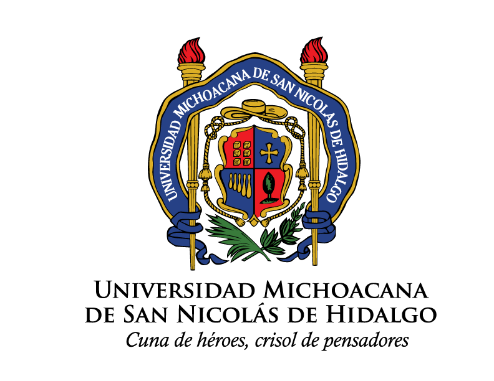 UNIVERSIDAD MICHOACANA DE SAN NICOLAS DE HIDALGO
UNIVERSIDAD MICHOACANA
DE SAN NICOLÁS DE HIDALGO
Cuna de héroes, crisol de pensadores